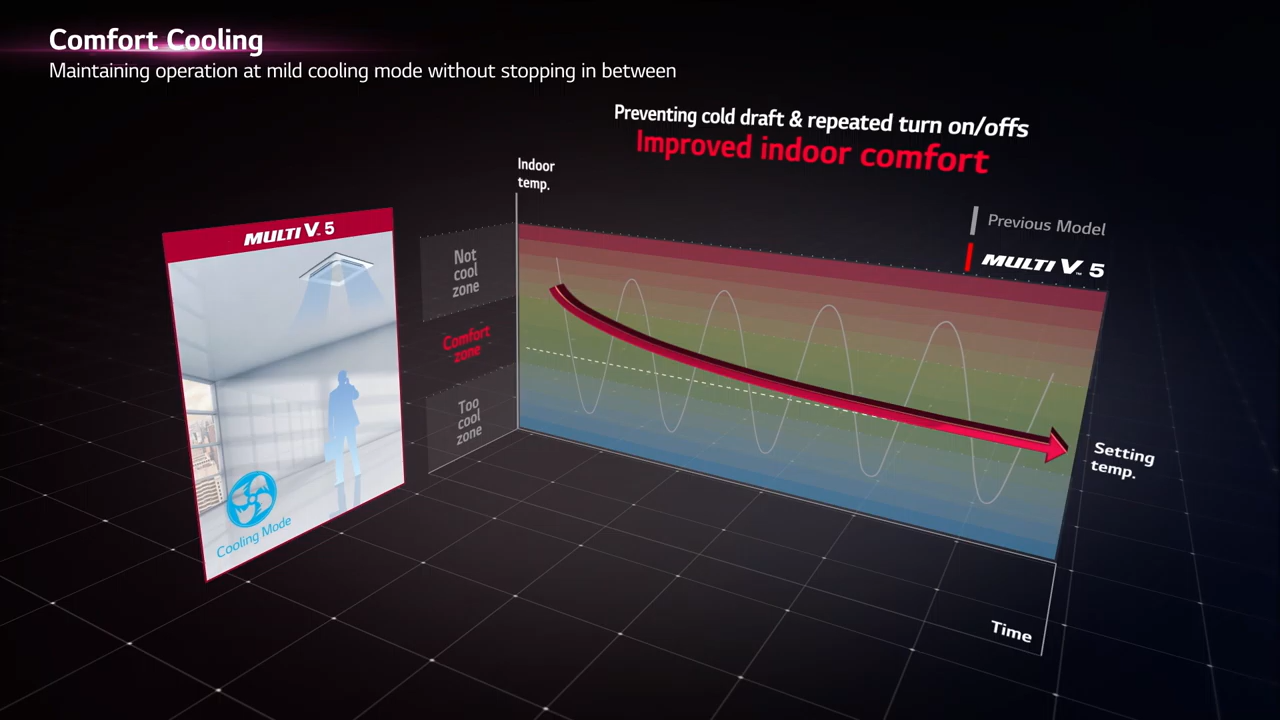 Comfort Cooling
Maintaining operation at mild cooling mode without stopping in between
Preventing cold draft & repeated turn on/offs
Improved indoor comfort
Indoor
temp.
Previous Model
MULTI V™ 5
MULTI V™ 5
Not
cool
zone
Comfort
zone
Too
cool
zone
Setting
temp.
Cooling Mode
Time